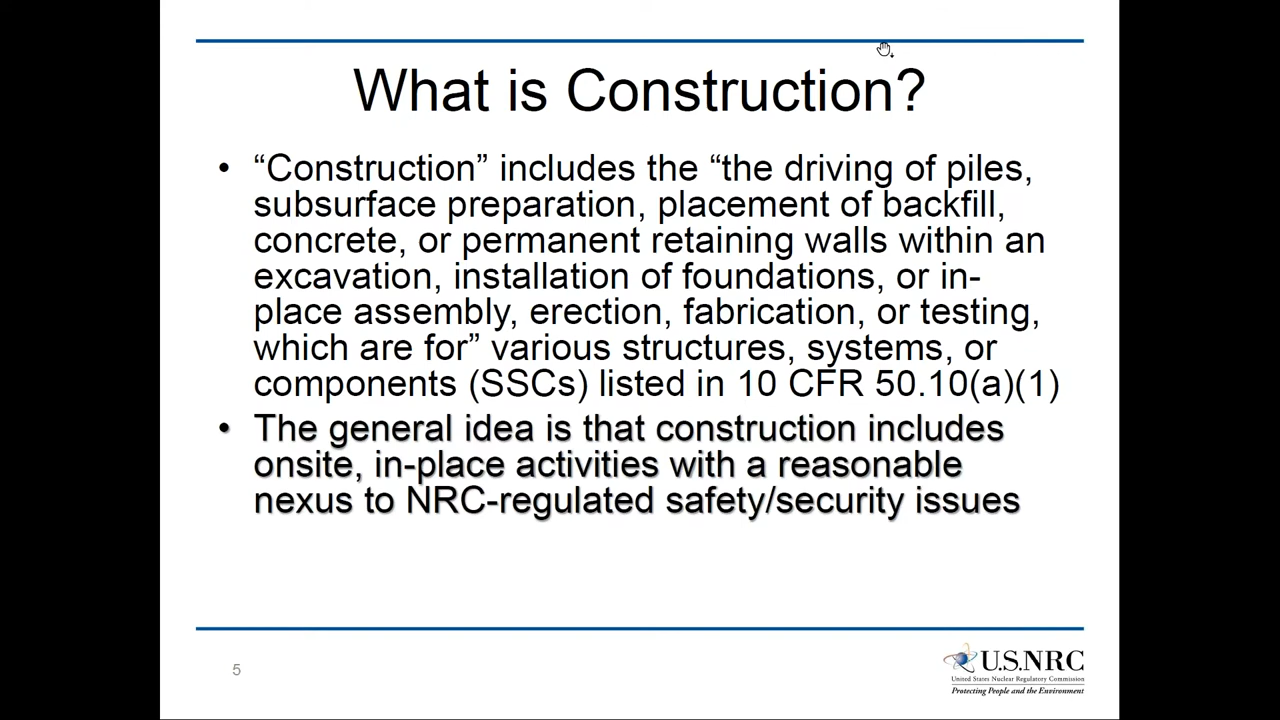 What is Construction?
• “Construction” includes the “the driving of piles,
subsurface preparation, placement of backfill,
concrete, or permanent retaining walls within an
excavation, installation of foundations, or in-
place assembly, erection, fabrication, or testing,
which are for” various structures, systems, or
components (SSCs) listed in 10 CFR 50.10(a)(1)
• The general idea is that construction includes
onsite, in-place activities with a reasonable
nexus to NRC-regulated safety/security issues
5
U.S.NRC
United States Nuclear Regulatory Commission
Protecting People and the Environment